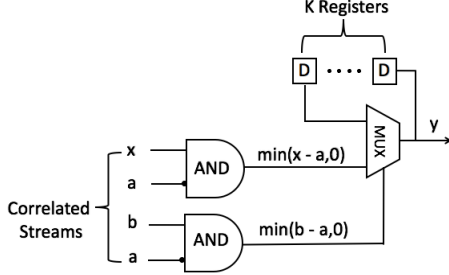 K Registers
D
D
x
a
AND
min(x - a,0)
MUX
y
Correlated
Streams
b
a
AND
min(b - a,0)